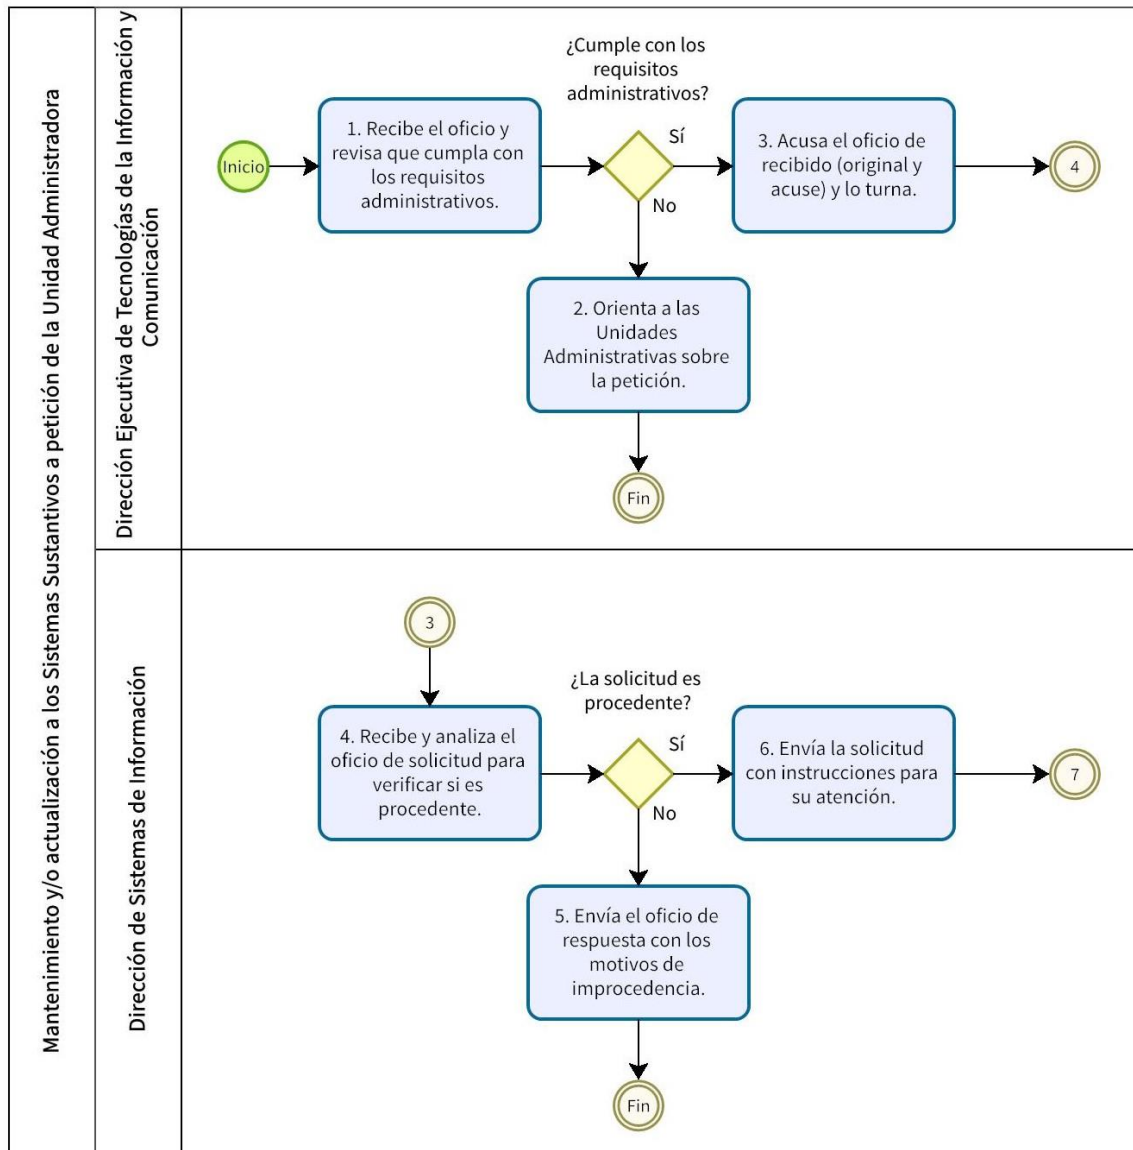 Mantenimiento y/o actualización a los Sistemas Sustantivos a petición de la Unidad Administradora
Dirección Ejecutiva de Tecnologías de la Información y
Comunicación
¿Cumple con los
requisitos
administrativos?
Inicio
1. Recibe el oficio y
revisa que cumpla con
los requisitos
administrativos.
Sí
No
3. Acusa el oficio de
recibido (original y
acuse) y lo turna.
4
2. Orienta a las
Unidades
Administrativas sobre
la petición.
Fin
Dirección de Sistemas de Información
3
¿La solicitud es
procedente?
4. Recibe y analiza el
oficio de solicitud para
verificar si es
procedente.
Sí
No
6. Envía la solicitud
con instrucciones para
su atención.
7
5. Envía el oficio de
respuesta con los
motivos de
improcedencia.
Fin